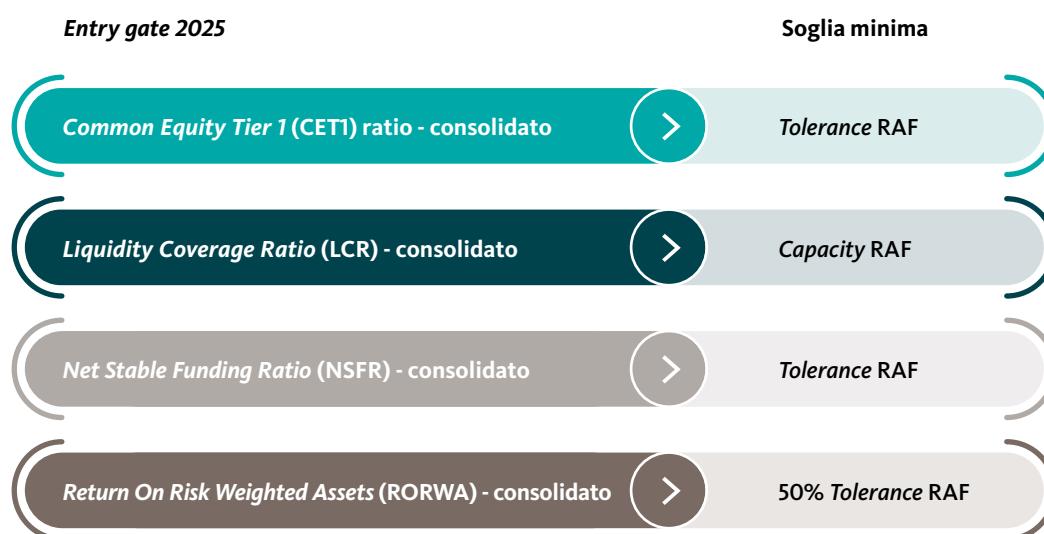 Entry gate 2025 Soglia minima
Common Equity Tier 1 (CET1) ratio - consolidato Tolerance RAF
Liquidity Coverage Ratio (LCR) - consolidato Capacity RAF
Net Stable Funding Ratio (NSFR) - consolidato Tolerance RAF
Return On Risk Weighted Assets (RORWA) - consolidato 50% Tolerance RAF